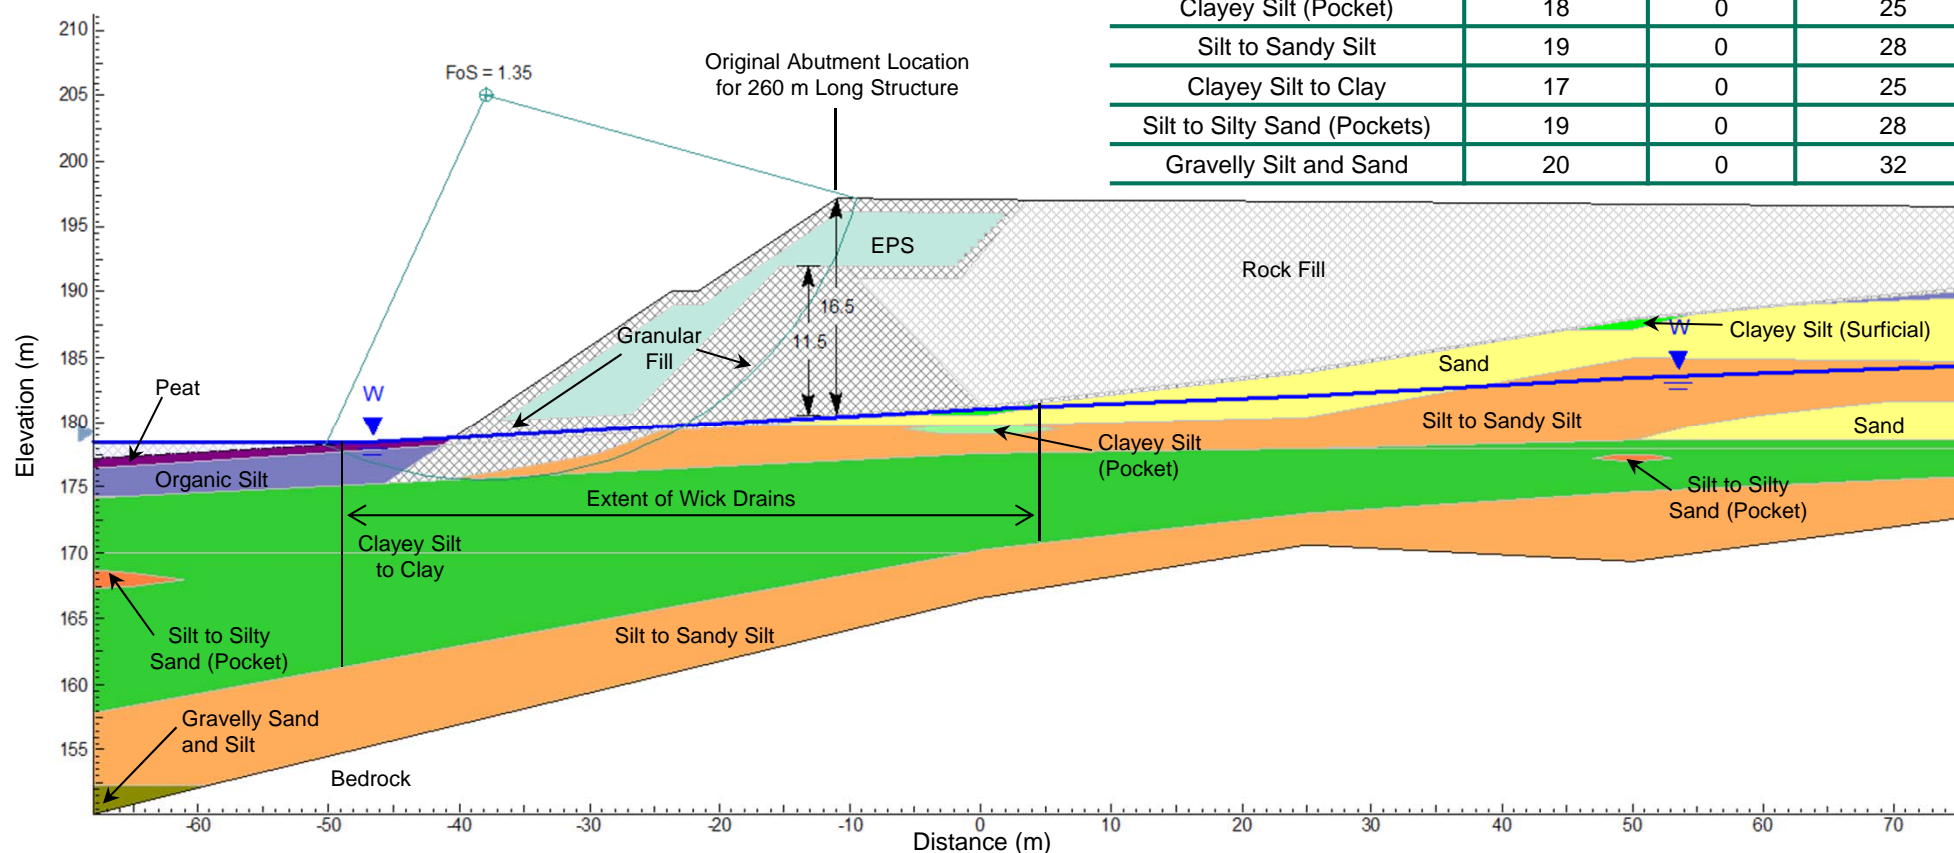 Clayey Silt (Pocket) 18 0 25
Silt to Sandy Silt 19 0 28
Clayey Silt to Clay 17 0 25
Silt to Silty Sand (Pockets) 19 0 28
Gravelly Silt and Sand 20 0 32
Original Abutment Location
for 260 m Long Structure
FoS = 1.35
EPS
Rock Fill
16.5
11.5
Granular
Fill
Clayey Silt (Surficial)
W
Sand
Peat
W
Silt to Sandy Silt
Sand
Clayey Silt
(Pocket)
Organic Silt
Extent of Wick Drains
Silt to Silty
Sand (Pocket)
Clayey Silt
to Clay
Silt to Silty
Sand (Pocket)
Silt to Sandy Silt
Gravelly Sand
and Silt
Bedrock
Elevation (m)
210
205
200
195
190
185
180
175
170
165
160
155
-60 -50 -40 -30 -20 -10 0 10 20 30 40 50 60 70
Distance (m)